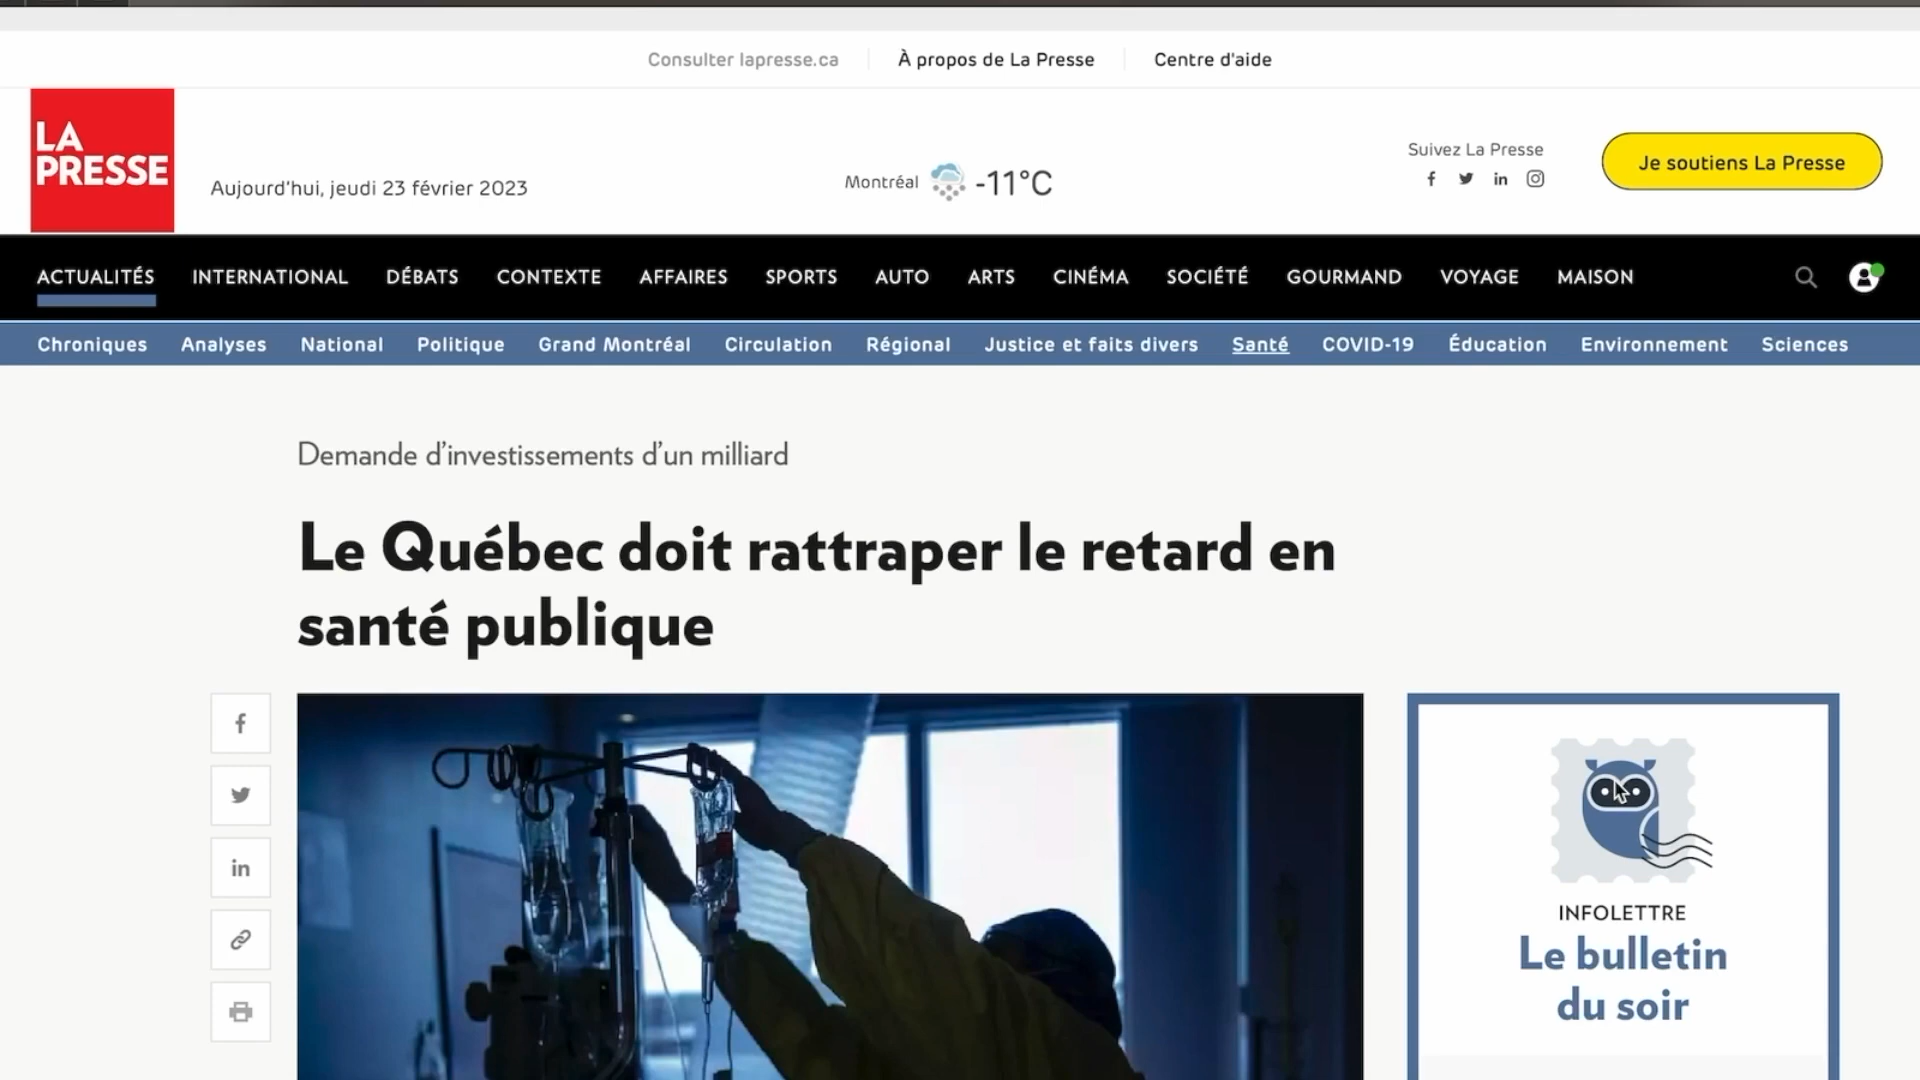 Consulter lapresse.ca
À propos de La Presse
Centre d'aide
LA
PRESSE
Aujourd'hui, jeudi 23 février 2023
Montréal -11°C
Suivez La Presse
Je soutiens La Presse
ACTUALITÉS INTERNATIONAL DÉBATS CONTEXTE AFFAIRES SPORTS AUTO ARTS CINÉMA SOCIÉTÉ GOURMAND VOYAGE MAISON
Chroniques Analyses National Politique Grand Montréal Circulation Régional Justice et faits divers Santé COVID-19 Éducation Environnement Sciences
Demande d'investissements d'un milliard
Le Québec doit rattraper le retard en
santé publique
INFOLETTRE
Le bulletin
du soir